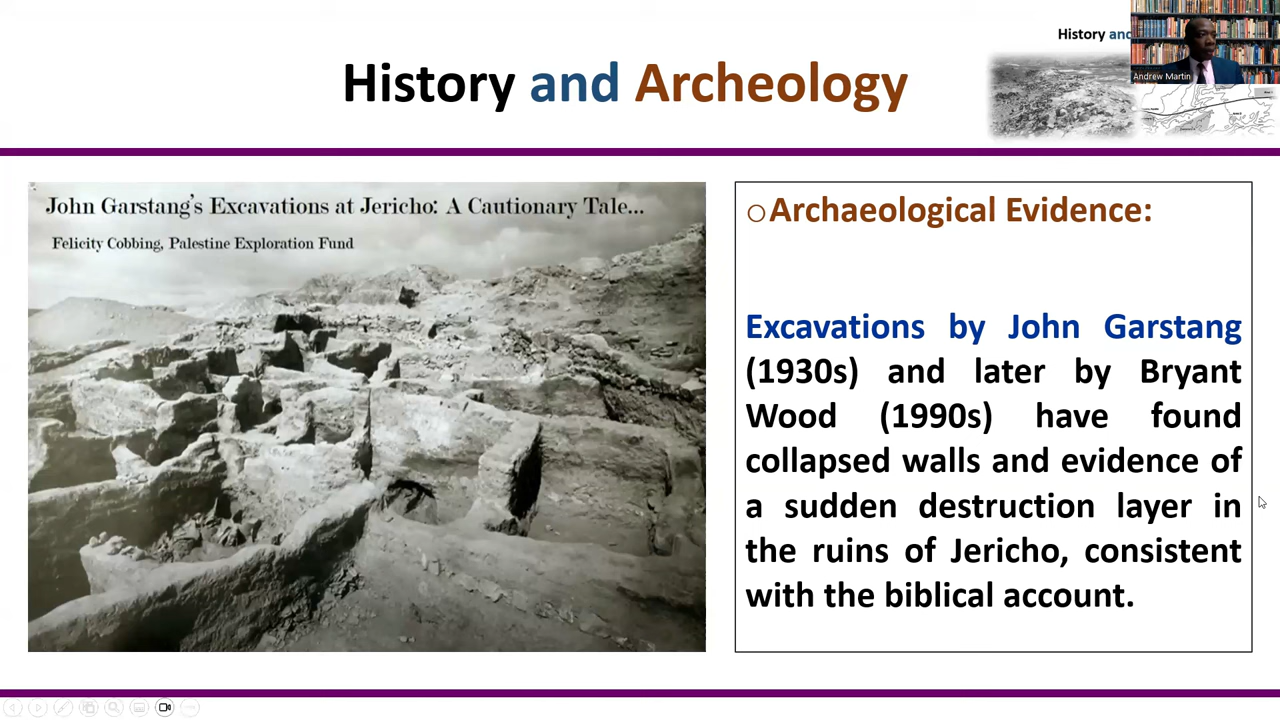 History and Archeology
History and
Andrew Martin
John Garstang's Excavations at Jericho: A Cautionary Tale...
Felicity Cobbing, Palestine Exploration Fund
Archaeological Evidence:
Excavations by John Garstang
(1930s) and later by Bryant
Wood (1990s) have found
collapsed walls and evidence of
a sudden destruction layer in
the ruins of Jericho, consistent
with the biblical account.